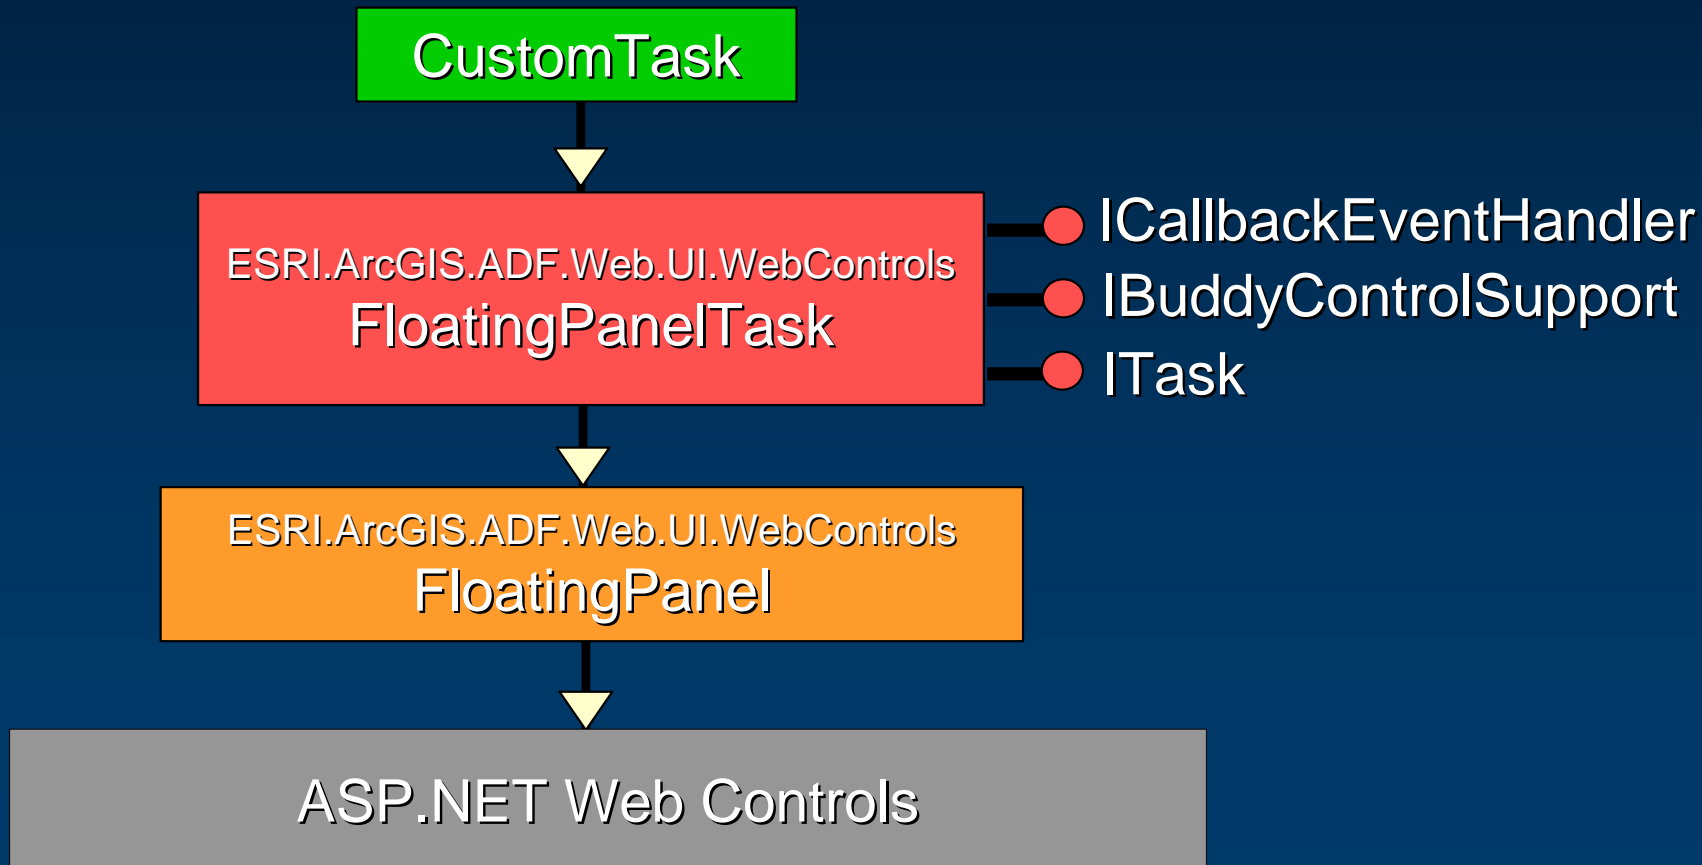 CustomTask
ESRI.ArcGIS.ADF.Web.UI.WebControls
FloatingPanelTask
ICallbackEventHandler
IBuddyControlSupport
ITask
ESRI.ArcGIS.ADF.Web.UI.WebControls
FloatingPanel
ASP.NET Web Controls